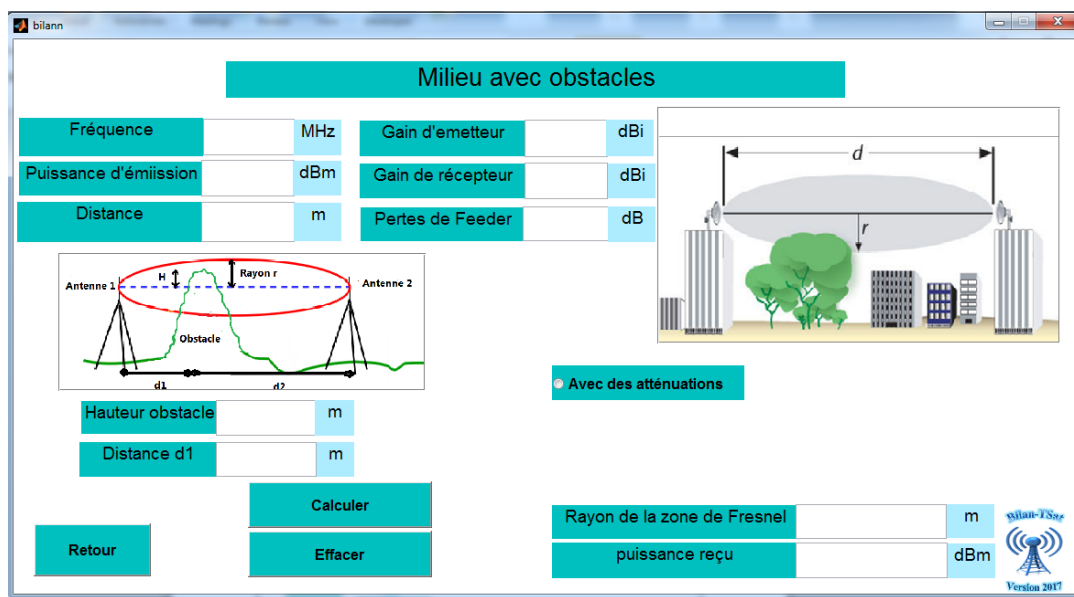 bilann
Milieu avec obstacles
Fréquence MHz Gain d'emetteur dBi
Puissance d'émiission dBm Gain de récepteur dBi
Distance m Pertes de Feeder dB
d
r
H Rayon r
Antenne 1 Antenne 2
Obstacle
d1 d2
Avec des atténuations
Hauteur obstacle m
Distance d1 m
Calculer
Effacer
Retour
Rayon de la zone de Fresnel m
puissance reçu dBm
Bilan-TSat
Version 2017